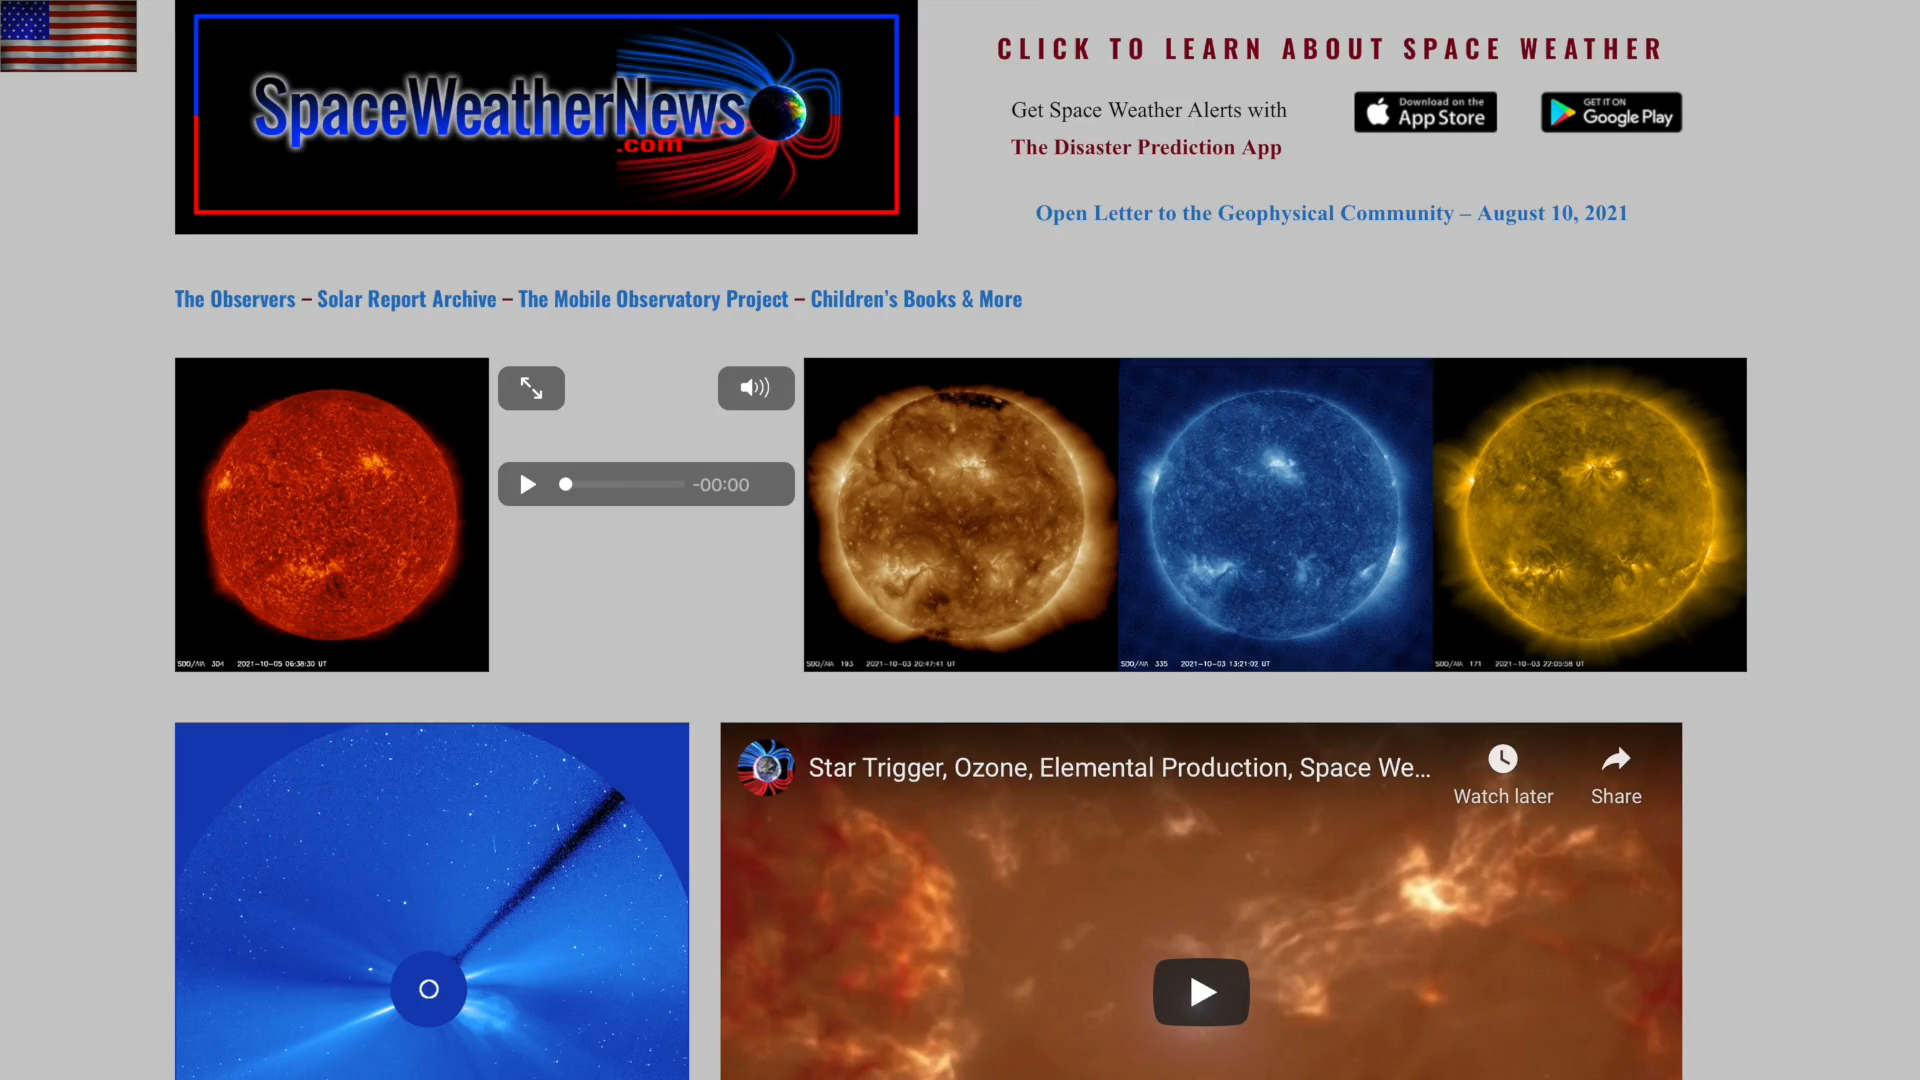 SpaceWeatherNews
.com
CLICK TO LEARN ABOUT SPACE WEATHER
Get Space Weather Alerts with
The Disaster Prediction App
Download on the
App Store
GET IT ON
Google Play
Open Letter to the Geophysical Community – August 10, 2021
The Observers – Solar Report Archive – The Mobile Observatory Project – Children's Books & More
-00:00
SDO/AIA 304 2021-10-05 06:38:30 UT
SDO/AIA 193 2021-10-03 20:47:41 UT
SDO/AIA 335 2021-10-03 13:21:02 UT
SDO/AIA 171 2021-10-03 22:05:58 UT
Star Trigger, Ozone, Elemental Production, Space We...
Watch later
Share